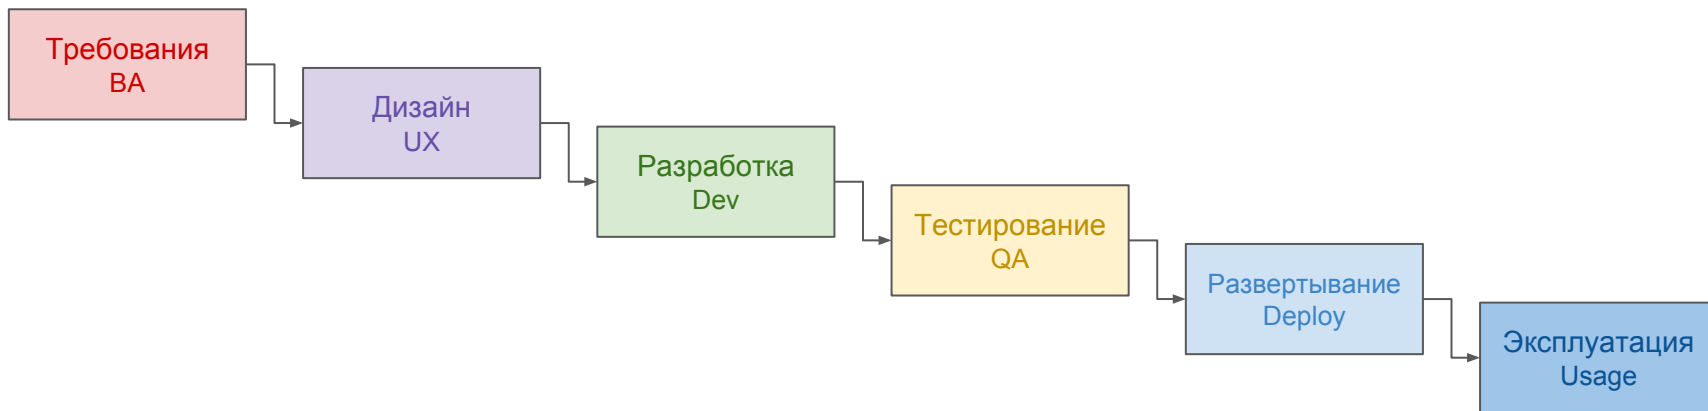 Требования
BA
Дизайн
UX
Разработка
Dev
Тестирование
QA
Развертывание
Deploy
Эксплуатация
Usage